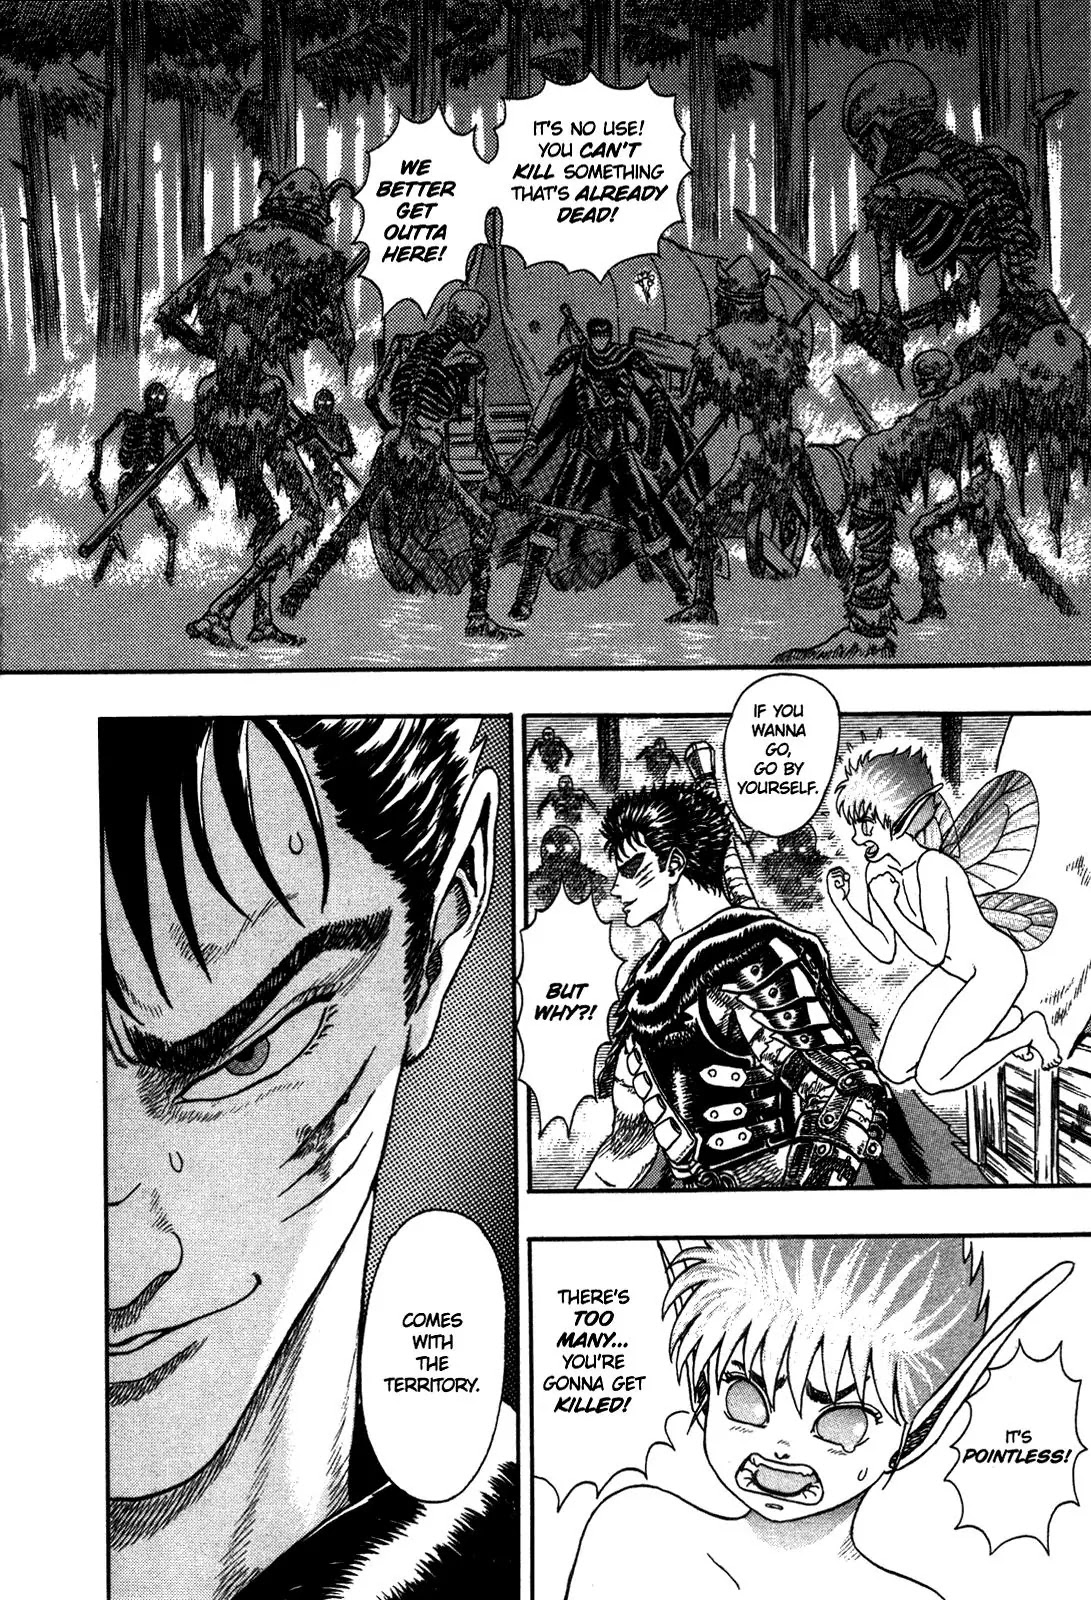 IT'S NO USE!
YOU CAN'T
KILL SOMETHING
THAT'S ALREADY
DEAD!
WE
BETTER
GET
OUTTA
HERE!
IF YOU
WANNA
GO,
GO BY
YOURSELF.
BUT
WHY?!
IT'S
POINTLESS!
THERE'S
TOO
MANY...
YOU'RE
GONNA GET
KILLED!
COMES
WITH
THE
TERRITORY.